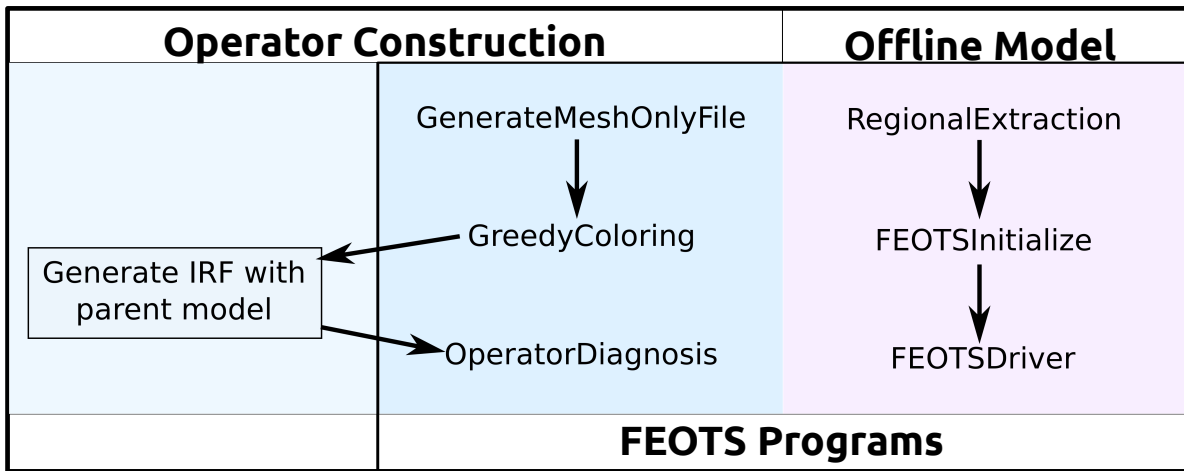 Operator Construction
Offline Model
GenerateMeshOnlyFile
GreedyColoring
Generate IRF with
parent model
OperatorDiagnosis
RegionalExtraction
FEOTSInitialize
FEOTSDriver
FEOTS Programs